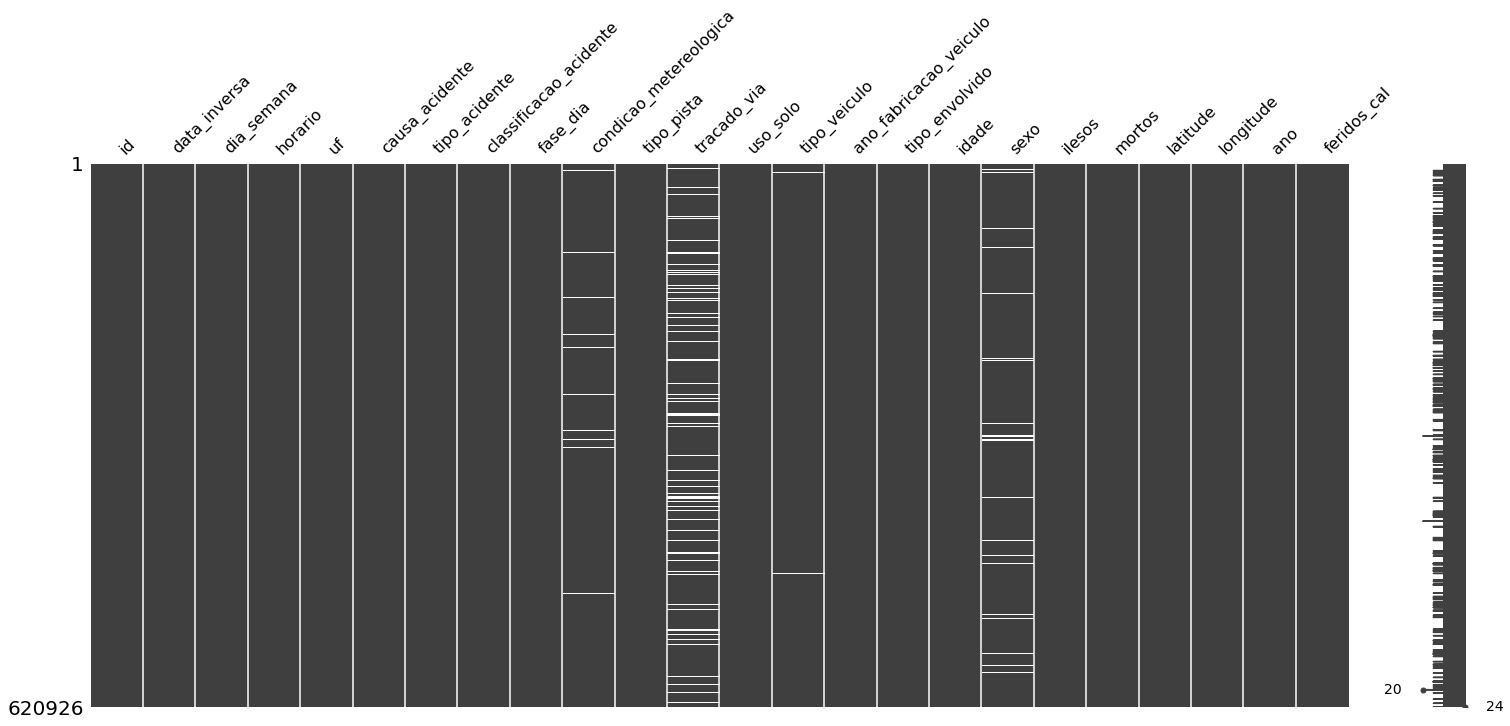 id
data_inversa
dia_semana
horario
uf
causa_acidente
tipo_acidente
classificacao_acidente
fase_dia
condicao_metereologica
tipo_pista
tracado_via
uso_solo
tipo_veiculo
ano_fabricacao_veiculo
tipo_envolvido
idade
sexo
ilesos
mortos
latitude
longitude
ano
feridos_cal
1
20
620926
24